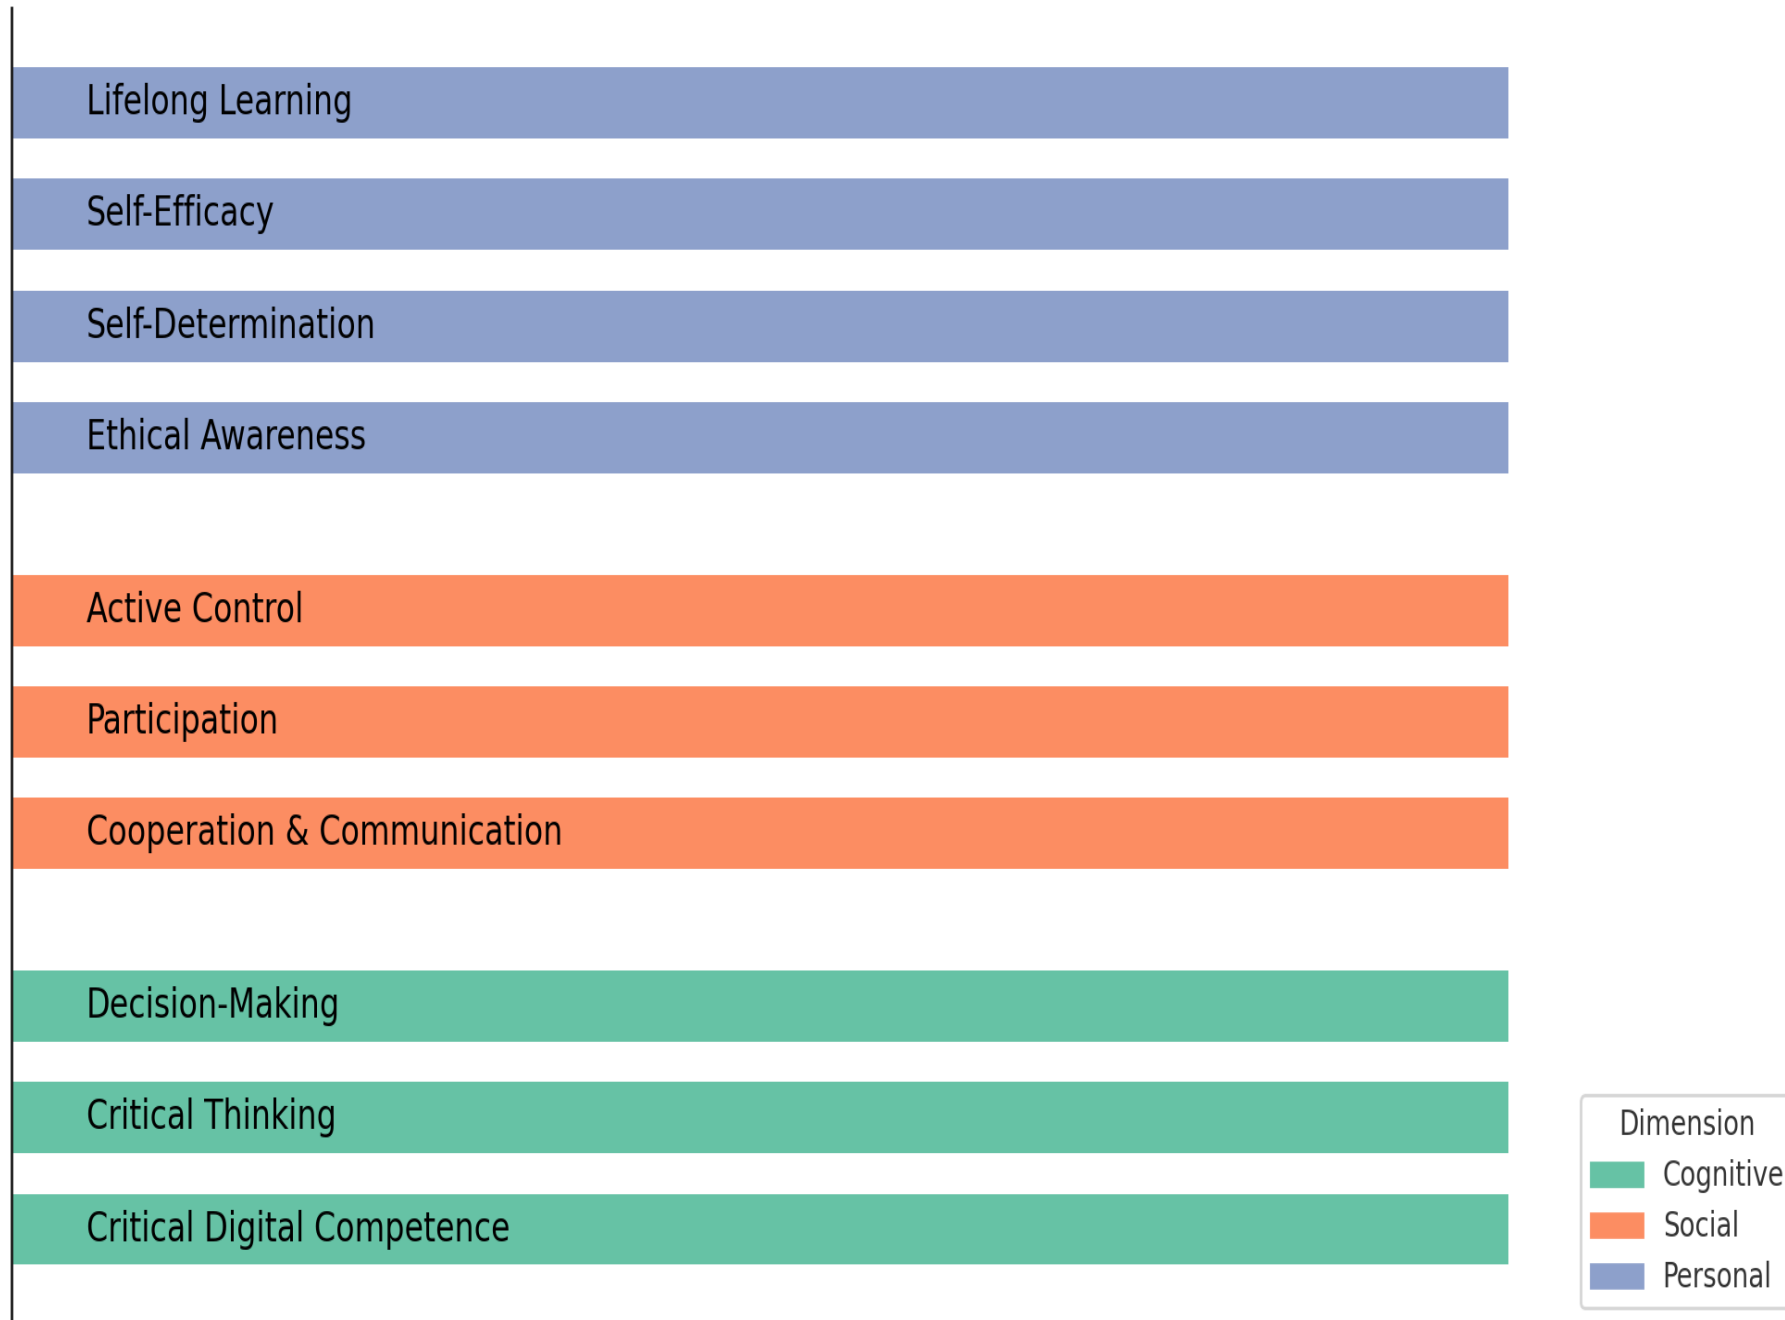 Lifelong Learning
Self-Efficacy
Self-Determination
Ethical Awareness
Active Control
Participation
Cooperation & Communication
Decision-Making
Critical Thinking
Critical Digital Competence
Dimension
Cognitive
Social
Personal